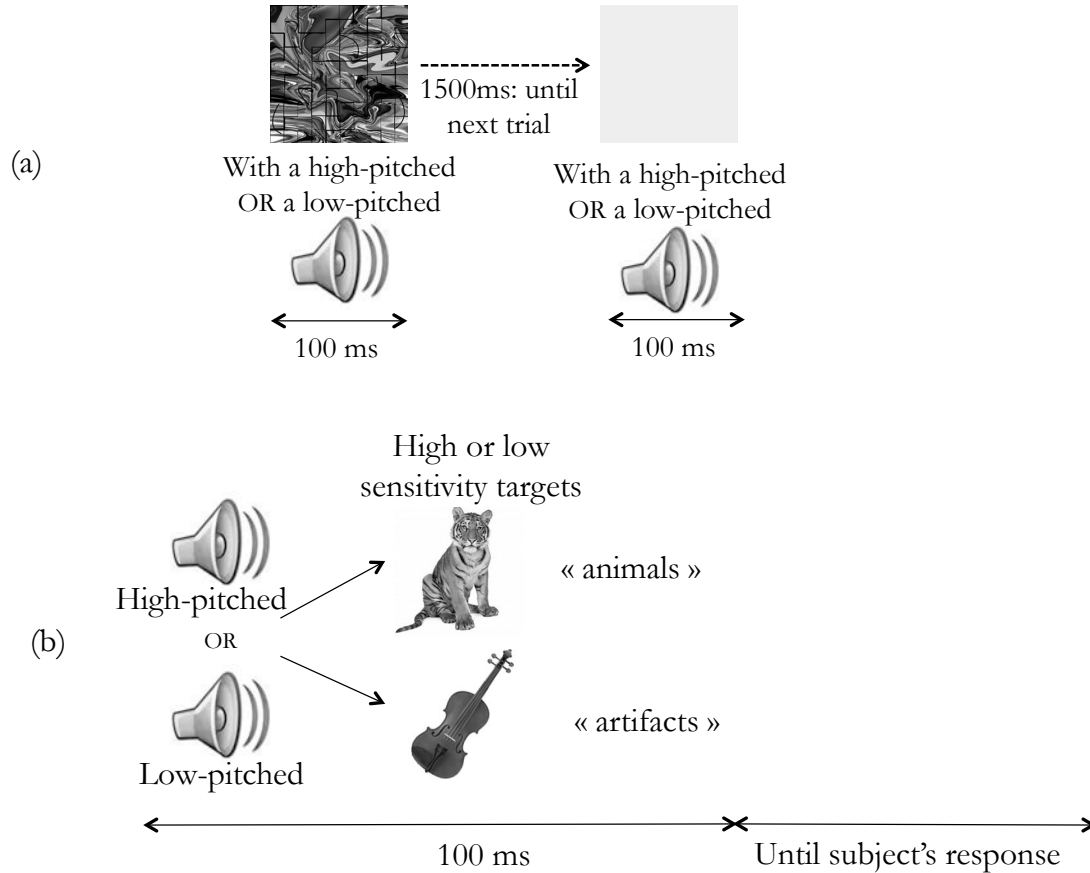 1500ms: until
next trial
(a)
With a high-pitched
OR a low-pitched
With a high-pitched
OR a low-pitched
100 ms
100 ms
High or low
sensitivity targets
High-pitched
« animals »
(b)
OR
« artifacts »
Low-pitched
100 ms
Until subject's response